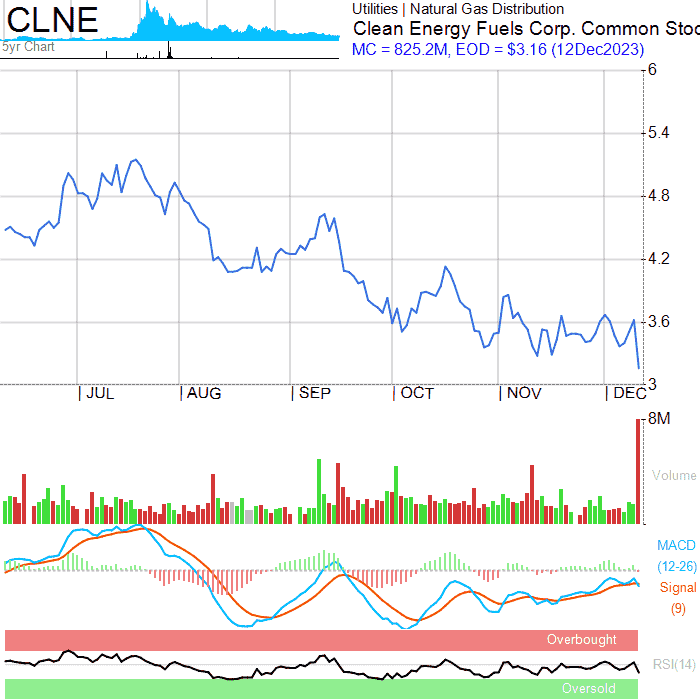 CLNE
5yr Chart
Utilities | Natural Gas Distribution
Clean Energy Fuels Corp. Common Stoc
MC = 825.2M, EOD = $3.16 (12Dec2023)
6
5.4
4.8
4.2
3.6
3
JUL AUG SEP OCT NOV DEC
8M
Volume
MACD
(12-26)
Signal
(9)
Overbought
RSI(14)
Oversold